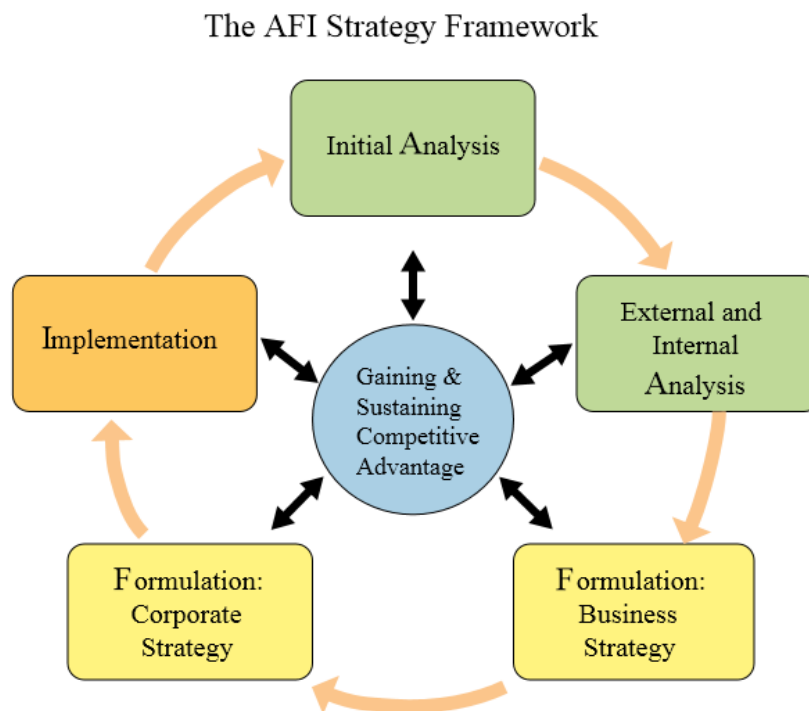 The AFI Strategy Framework
Initial Analysis
External and
Internal
Analysis
Formulation:
Business
Strategy
Formulation:
Corporate
Strategy
Implementation
Gaining &
Sustaining
Competitive
Advantage